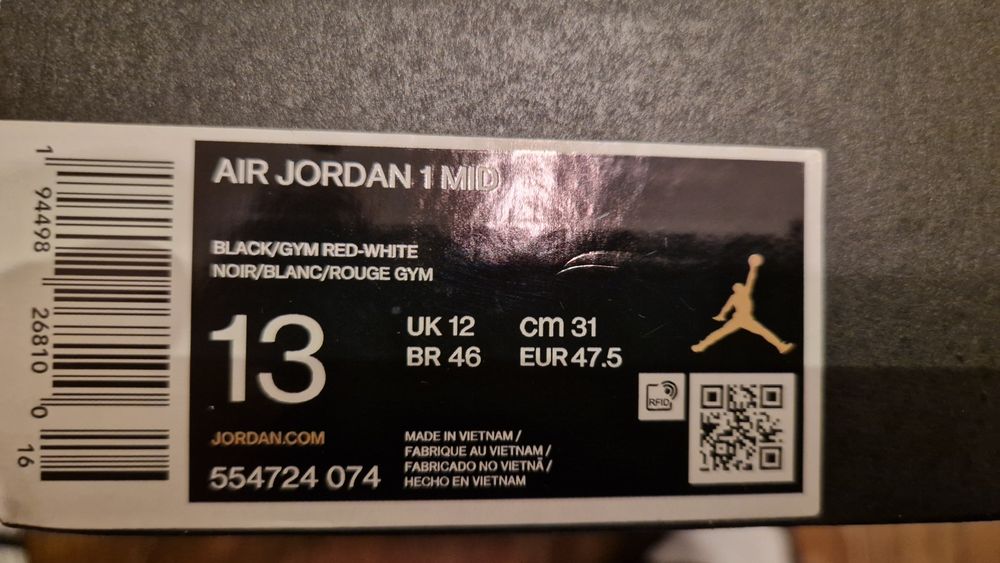 1 94498 26810 0 16
AIR JORDAN 1 MID
BLACK/GYM RED-WHITE
NOIR/BLANC/ROUGE GYM
13
UK 12 cm 31
BR 46 EUR 47.5
RFID
JORDAN.COM
554724 074
MADE IN VIETNAM /
FABRIQUE AU VIETNAM /
FABRICADO NO VIETNÃ /
HECHO EN VIETNAM